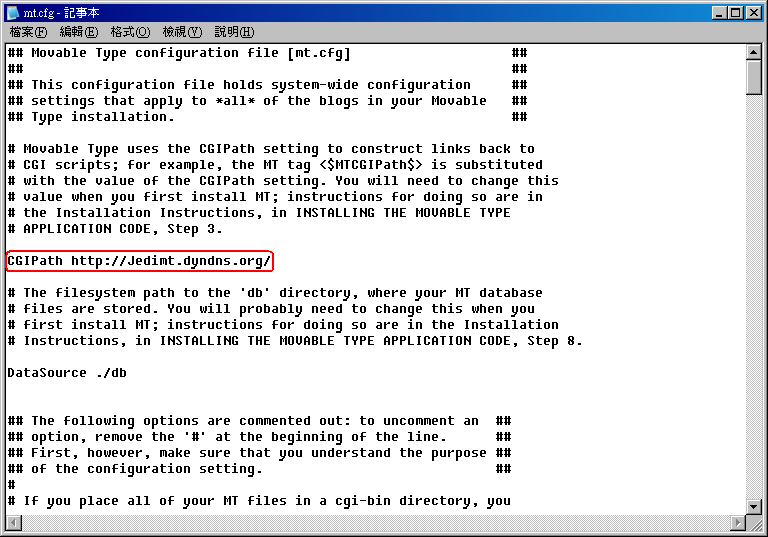 mt.cfg - 記事本
檔案(F) 編輯(E) 格式(O) 檢視(V) 說明(H)
## Movable Type configuration file [mt.cfg] ##
## ##
## This configuration file holds system-wide configuration ##
## settings that apply to *all* of the blogs in your Movable ##
## Type installation. ##
# Movable Type uses the CGIPath setting to construct links back to
# CGI scripts; for example, the MT tag <$MTCGIPath$> is substituted
# with the value of the CGIPath setting. You will need to change this
# value when you first install MT; instructions for doing so are in
# the Installation Instructions, in INSTALLING THE MOVABLE TYPE
# APPLICATION CODE, Step 3.
CGIPath http://Jedimt.dyndns.org/
# The filesystem path to the 'db' directory, where your MT database
# files are stored. You will probably need to change this when you
# first install MT; instructions for doing so are in the Installation
# Instructions, in INSTALLING THE MOVABLE TYPE APPLICATION CODE, Step 8.
DataSource ./db
## The following options are commented out: to uncomment an ##
## option, remove the '#' at the beginning of the line. ##
## First, however, make sure that you understand the purpose ##
## of the configuration setting. ##
#
# If you place all of your MT files in a cgi-bin directory, you